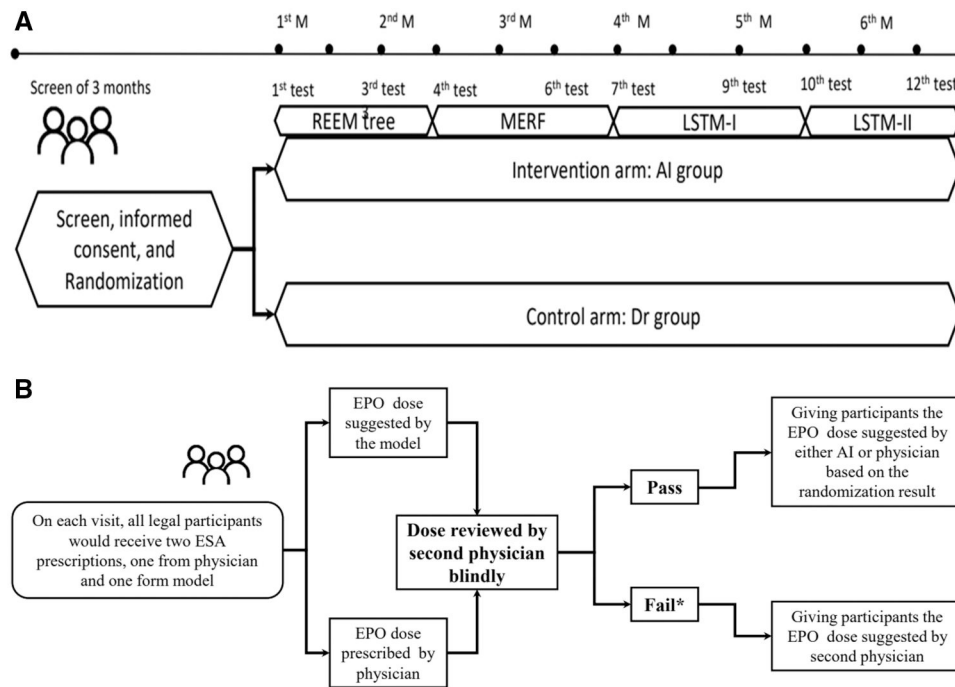 A
1st M 2nd M 3rd M 4th M 5th M 6th M
Screen of 3 months
1st test 3rd test 4th test 6th test 7th test 9th test 10th test 12th test
3
REEM tree MERF LSTM-I LSTM-II
Intervention arm: AI group
Screen, informed
consent, and
Randomization
Control arm: Dr group
B
On each visit, all legal participants
would receive two ESA
prescriptions, one from physician
and one form model
EPO dose
suggested by
the model
EPO dose
prescribed by
physician
Dose reviewed by
second physician
blindly
Pass
Fail*
Giving participants the
EPO dose suggested by
either AI or physician
based on the
randomization result
Giving participants the
EPO dose suggested by
second physician